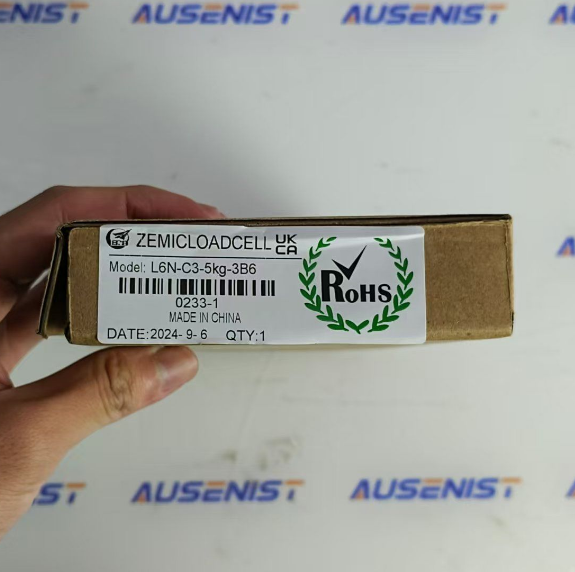 AUSENIST AUSENIST AUSENIST
ZEMICLOADCELL UK CA
Model: L6N-C3-5kg-3B6
0233-1
MADE IN CHINA
DATE:2024-9-6 QTY:1
RoHS
AUSENIST AUSENIST